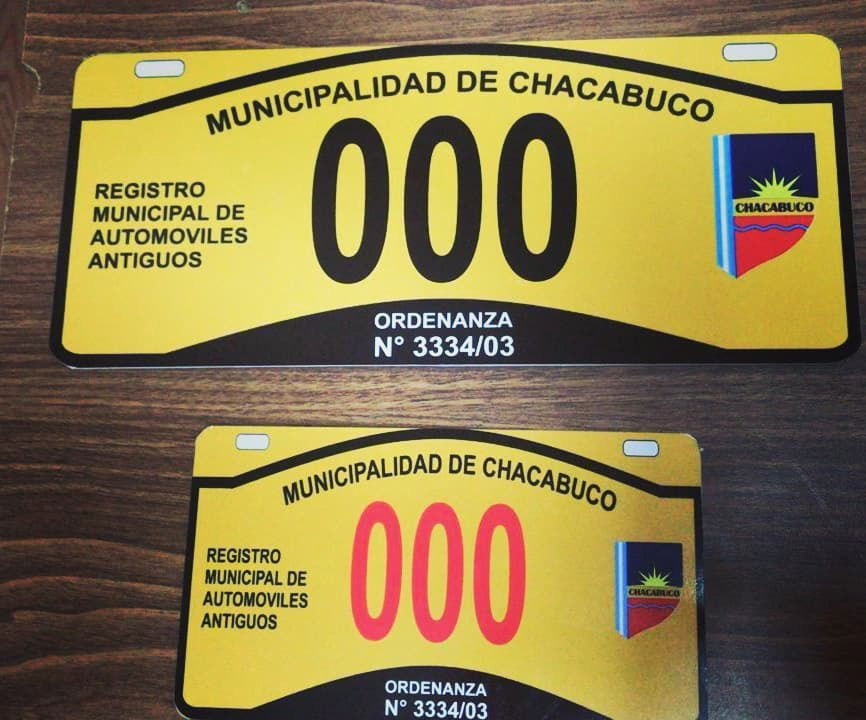 MUNICIPALIDAD DE CHACABUCO
000
REGISTRO
MUNICIPAL DE
AUTOMOVILES
ANTIGUOS
CHACABUCO
ORDENANZA
N° 3334/03
MUNICIPALIDAD DE CHACABUCO
000
REGISTRO
MUNICIPAL DE
AUTOMOVILES
ANTIGUOS
CHACABUCO
ORDENANZA
N° 3334/03